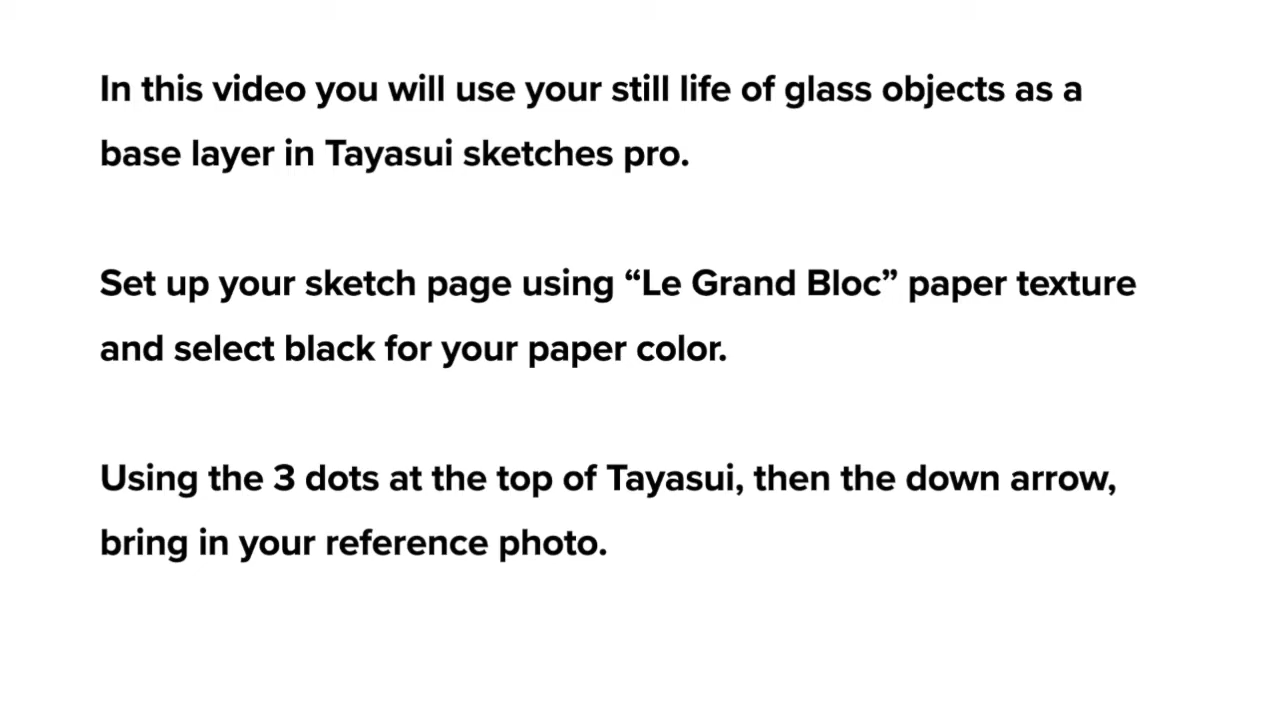 In this video you will use your still life of glass objects as a
base layer in Tayasui sketches pro.
Set up your sketch page using “Le Grand Bloc” paper texture
and select black for your paper color.
Using the 3 dots at the top of Tayasui, then the down arrow,
bring in your reference photo.